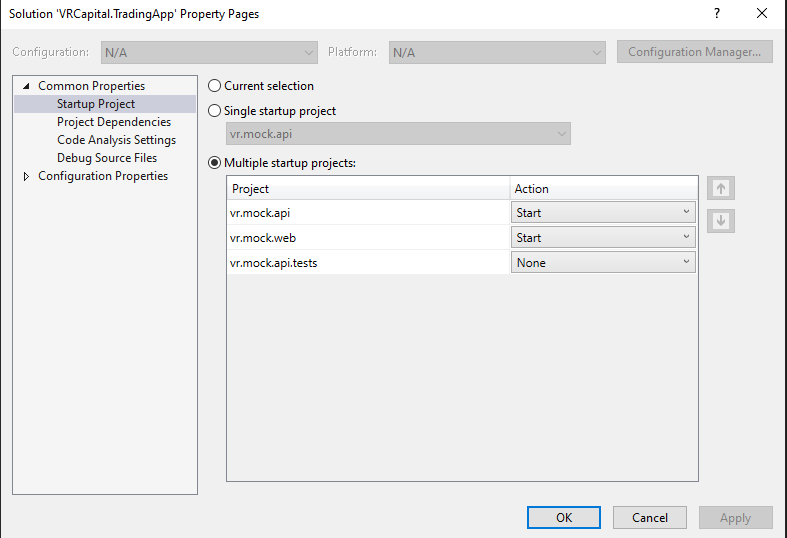 Solution 'VRCapital.TradingApp' Property Pages
?
Configuration: N/A Platform: N/A Configuration Manager...
Common Properties
Startup Project
Project Dependencies
Code Analysis Settings
Debug Source Files
Configuration Properties
Current selection
Single startup project
vr.mock.api
Multiple startup projects:
Project Action
vr.mock.api Start
vr.mock.web Start
vr.mock.api.tests None
OK Cancel Apply